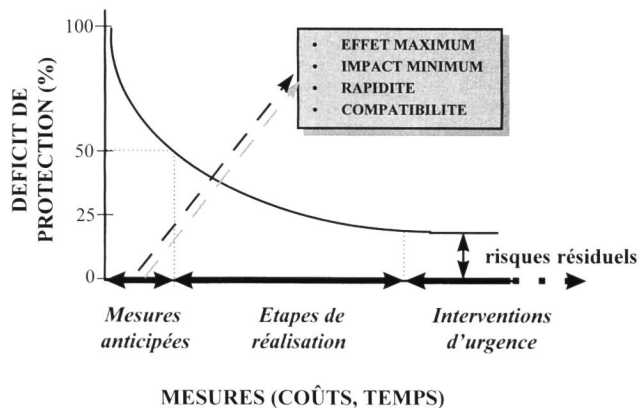 100
DEFICIT DE
PROTECTION (%)
50
25
0
• EFFET MAXIMUM
• IMPACT MINIMUM
• RAPIDITE
• COMPATIBILITE
risques résiduels
Mesures
anticipées
Etapes de
réalisation
Interventions
d'urgence
MESURES (COÛTS, TEMPS)